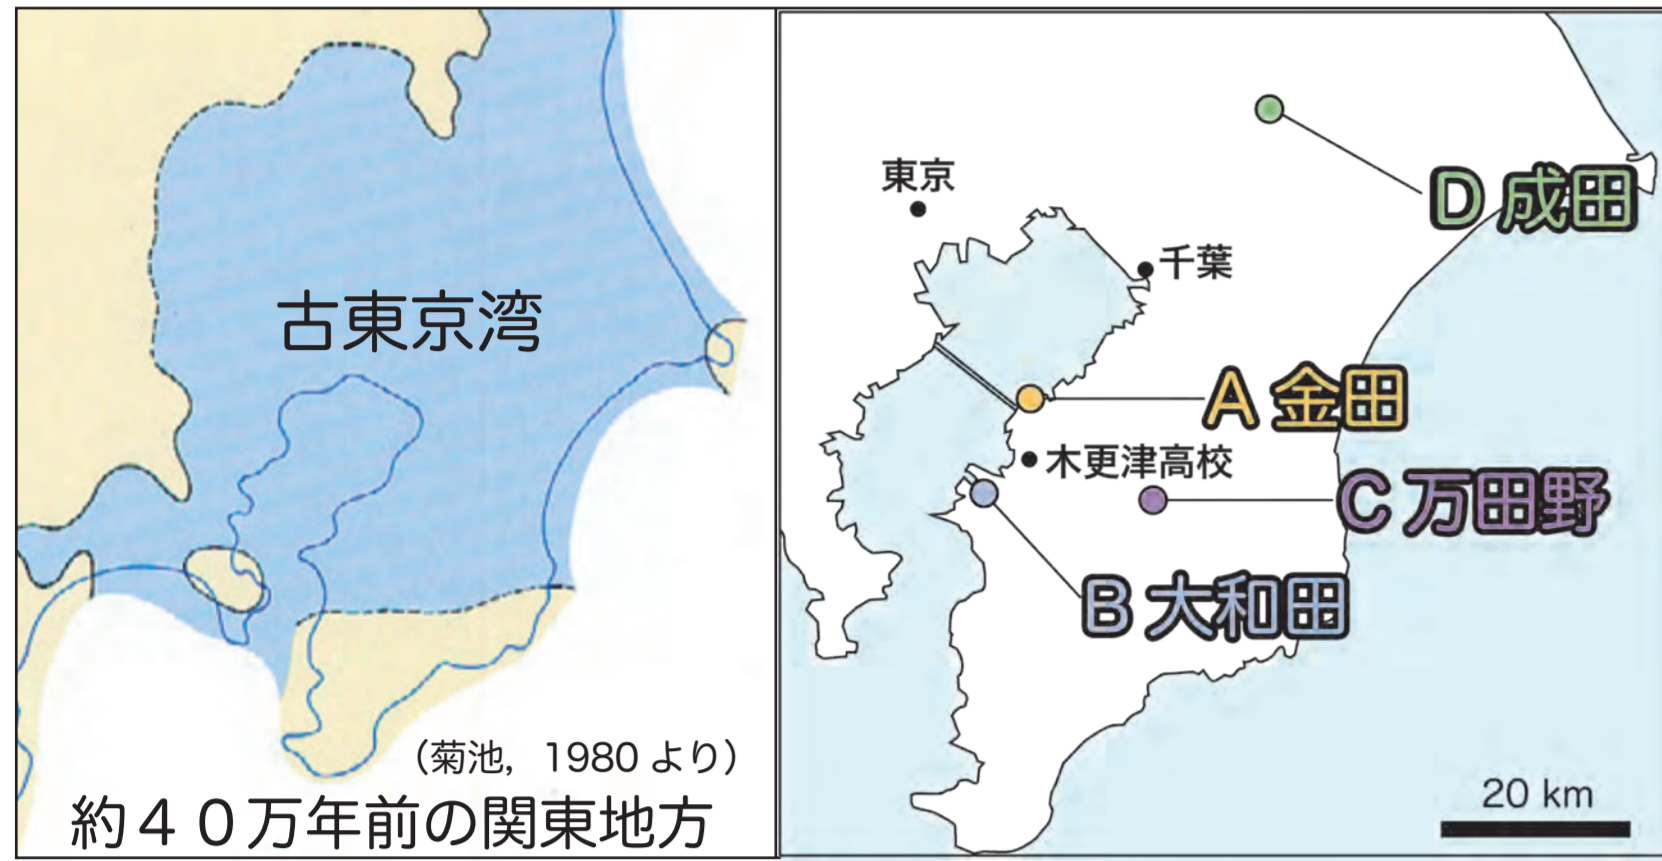 古東京湾
(菊池, 1980 より)
約40万年前の関東地方
東京
千葉
D 成田
A 金田
木更津高校
C 万田野
B 大和田
20 km